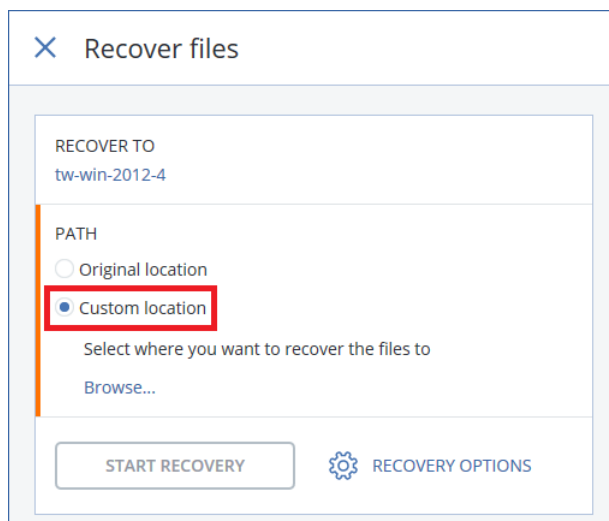 Recover files
RECOVER TO
tw-win-2012-4
PATH
Original location
Custom location
Select where you want to recover the files to
Browse...
START RECOVERY
RECOVERY OPTIONS